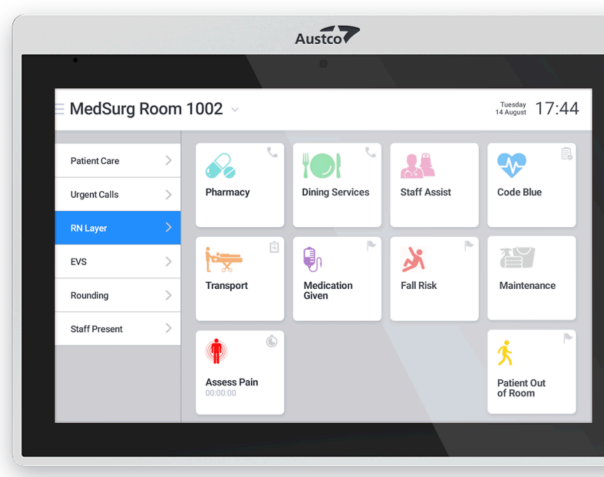 Austco
MedSurg Room 1002
Tuesday
14 August
17:44
Patient Care
Urgent Calls
RN Layer
EVS
Rounding
Staff Present
Pharmacy
Dining Services
Staff Assist
Code Blue
Transport
Medication
Given
Fall Risk
Maintenance
Assess Pain
00:00:00
Patient Out
of Room